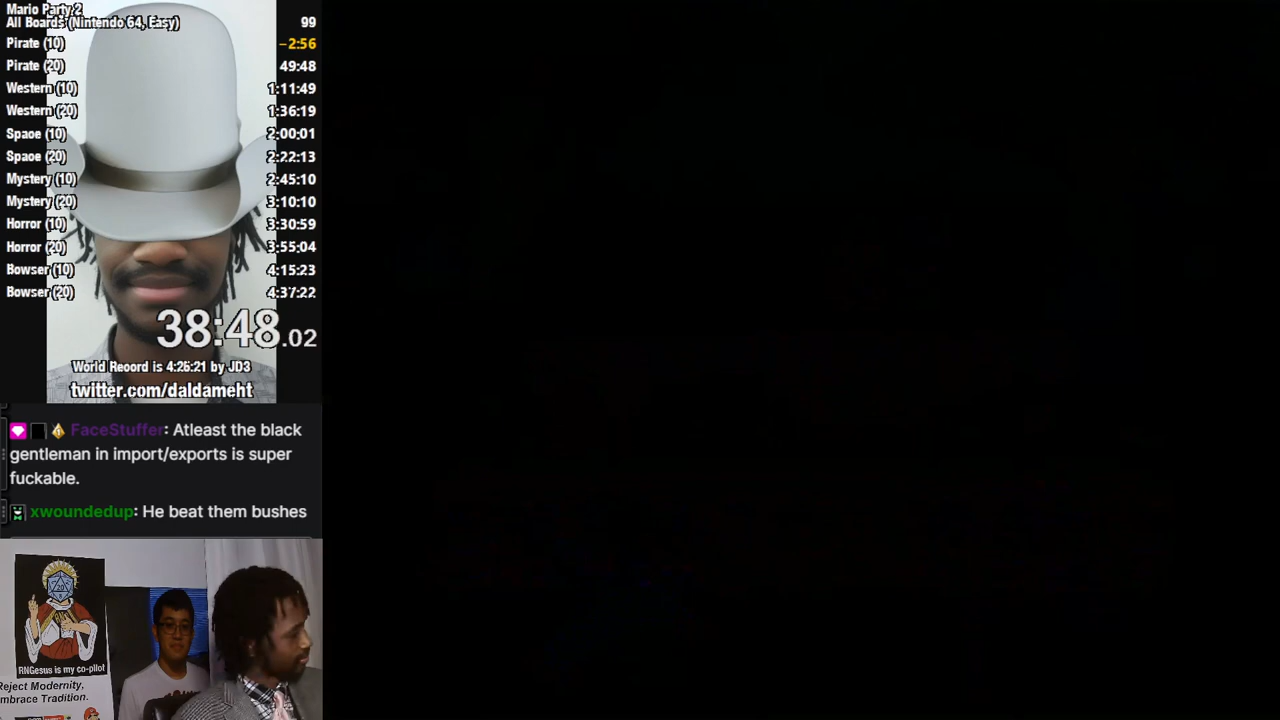 Mario Party 2
All Boards (Nintendo 64, Easy) 99
Pirate (10) −2:56
Pirate (20) 49:48
Western (10) 1:11:49
Western (20) 1:36:19
Space (10) 2:00:01
Space (20) 2:22:13
Mystery (10) 2:45:10
Mystery (20) 3:10:10
Horror (10) 3:30:59
Horror (20) 3:55:04
Bowser (10) 4:15:23
Bowser (20) 4:37:22
38:48.02
World Record is 4:25:21 by JD3
twitter.com/daldameht
FaceStuffer: Atleast the black
gentleman in import/exports is super
fuckable.
xwoundedup: He beat them bushes
RNGesus is my co-pilot
Reject Modernity,
Embrace Tradition.